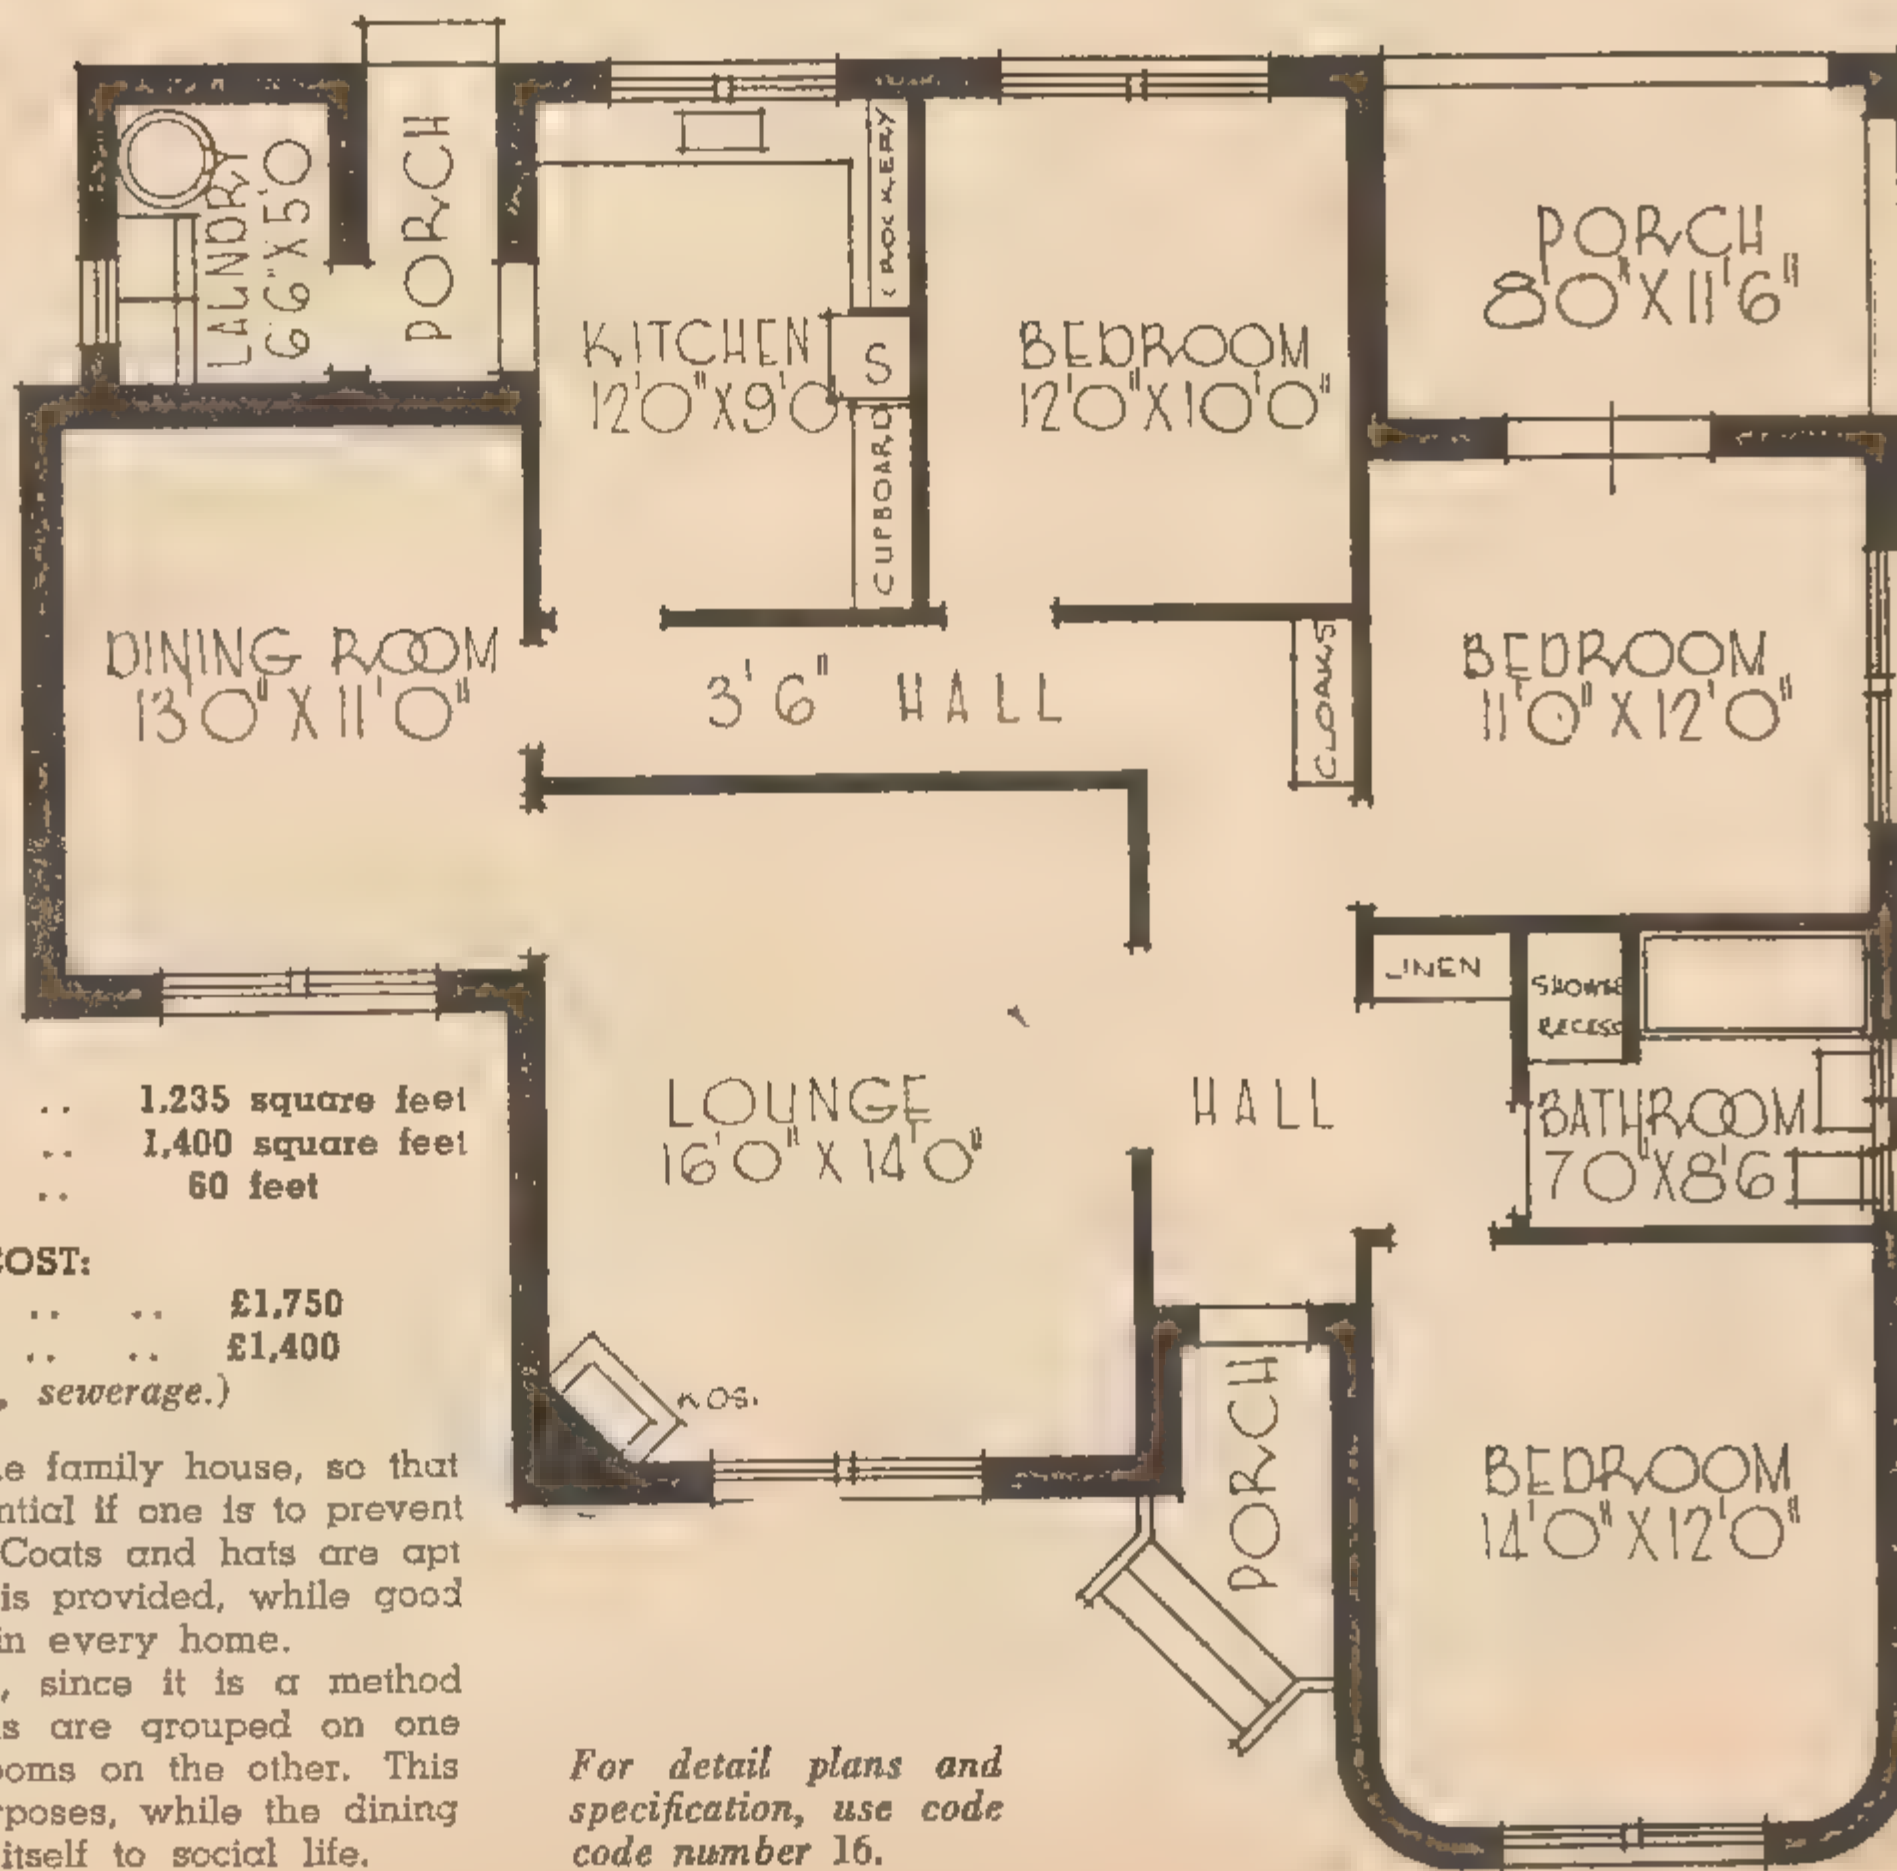 PORCH
LAUNDRY
6'6"X5'0
CROCKERY
KITCHEN
12'0"X9'0
S
CUPBOARD
BEDROOM
12'0"X10'0"
PORCH
8'0"X11'6"
DINING ROOM
13'0"X11'0"
3'6" HALL
CLOAKS
BEDROOM
11'0"X12'0"
LINEN
SHOWER
RECESS
LOUNGE
16'0"X14'0"
HALL
BATHROOM
7'0"X8'6
PORCH
BEDROOM
14'0"X12'0"
.. 1,235 square feet
.. 1,400 square feet
.. 60 feet
COST:
.. .. £1,750
.. .. £1,400
, sewerage.)
family house, so that
if one is to prevent
Coats and hats are apt
is provided, while good
in every home.
, since it is a method
are grouped on one
on the other. This
while the dining
itself to social life.
For detail plans and
specification, use code
code number 16.